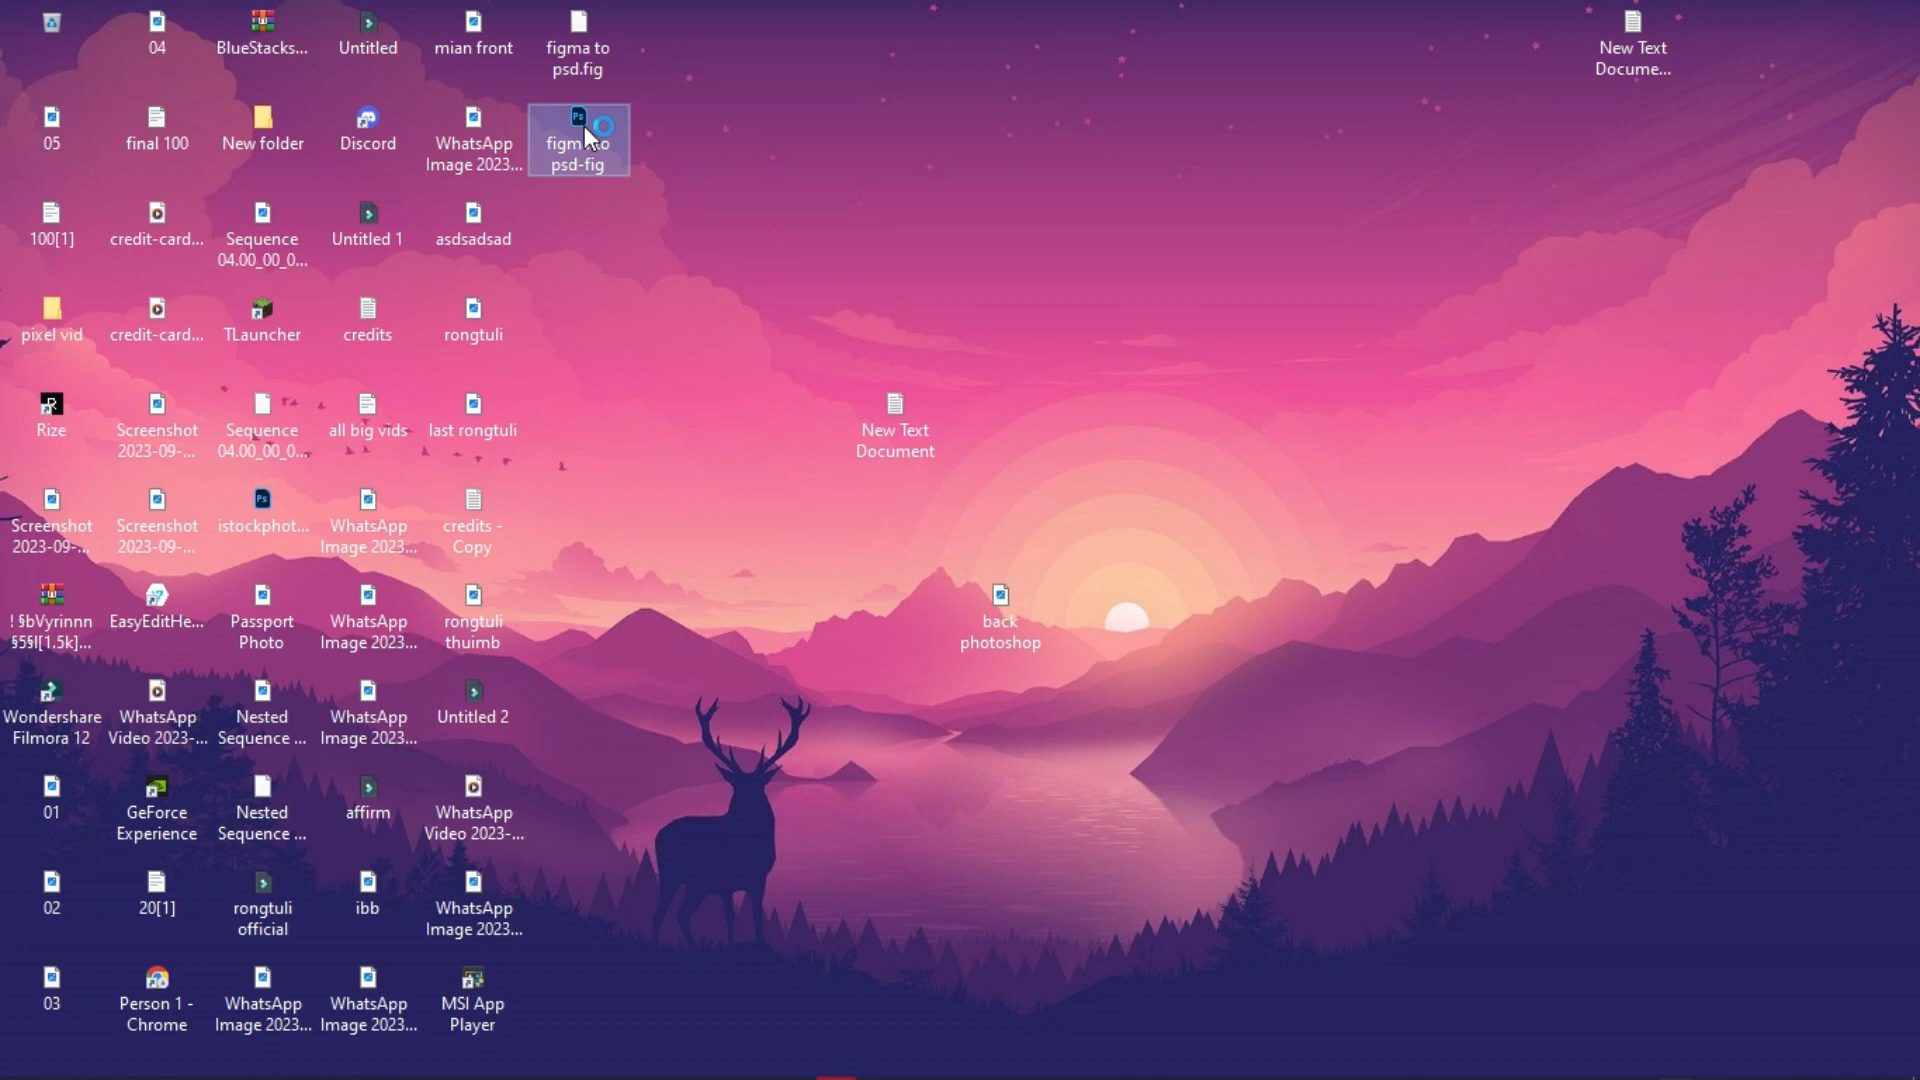 04
BlueStacks...
Untitled
mian front
figma to
psd.fig
New Text
Docume...
05
final 100
New folder
Discord
WhatsApp
Image 2023...
psd-fig
100[1]
credit-card...
Sequence
04.00_00_0...
Untitled 1
asdsadsad
pixel vid
credit-card...
TLauncher
credits
rongtuli
Rize
Screenshot
2023-09-...
Sequence
04.00_00_0...
all big vids
last rongtuli
New Text
Document
Screenshot
2023-09-...
Screenshot
2023-09-...
istockphot...
WhatsApp
Image 2023...
credits -
Copy
! §bVyrinnn
§5§l[1.5k]...
EasyEditHe...
Passport
Photo
WhatsApp
Image 2023...
rongtuli
thuimb
back
photoshop
Wondershare
Filmora 12
WhatsApp
Video 2023-...
Nested
Sequence ...
WhatsApp
Image 2023...
Untitled 2
01
GeForce
Experience
Nested
Sequence ...
affirm
WhatsApp
Video 2023-...
02
20[1]
rongtuli
official
ibb
WhatsApp
Image 2023...
03
Person 1 -
Chrome
WhatsApp
Image 2023...
WhatsApp
Image 2023...
MSI App
Player